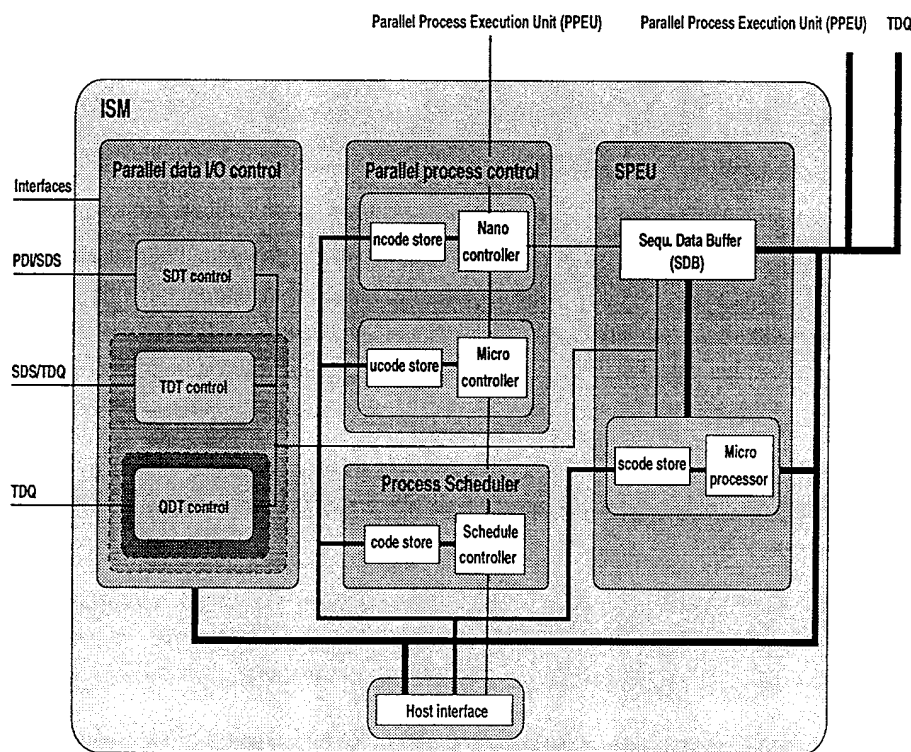 Parallel Process Execution Unit (PPEU)
Parallel Process Execution Unit (PPEU)
TDQ
ISM
Parallel data I/O control
Parallel process control
SPEU
Interfaces
PDI/SDS
SDS/TDQ
TDQ
SDT control
TDT control
QDT control
ncode store
Nano
controller
ucode store
Micro
controller
Process Scheduler
code store
Schedule
controller
Sequ. Data Buffer
(SDB)
scode store
Micro
processor
Host interface